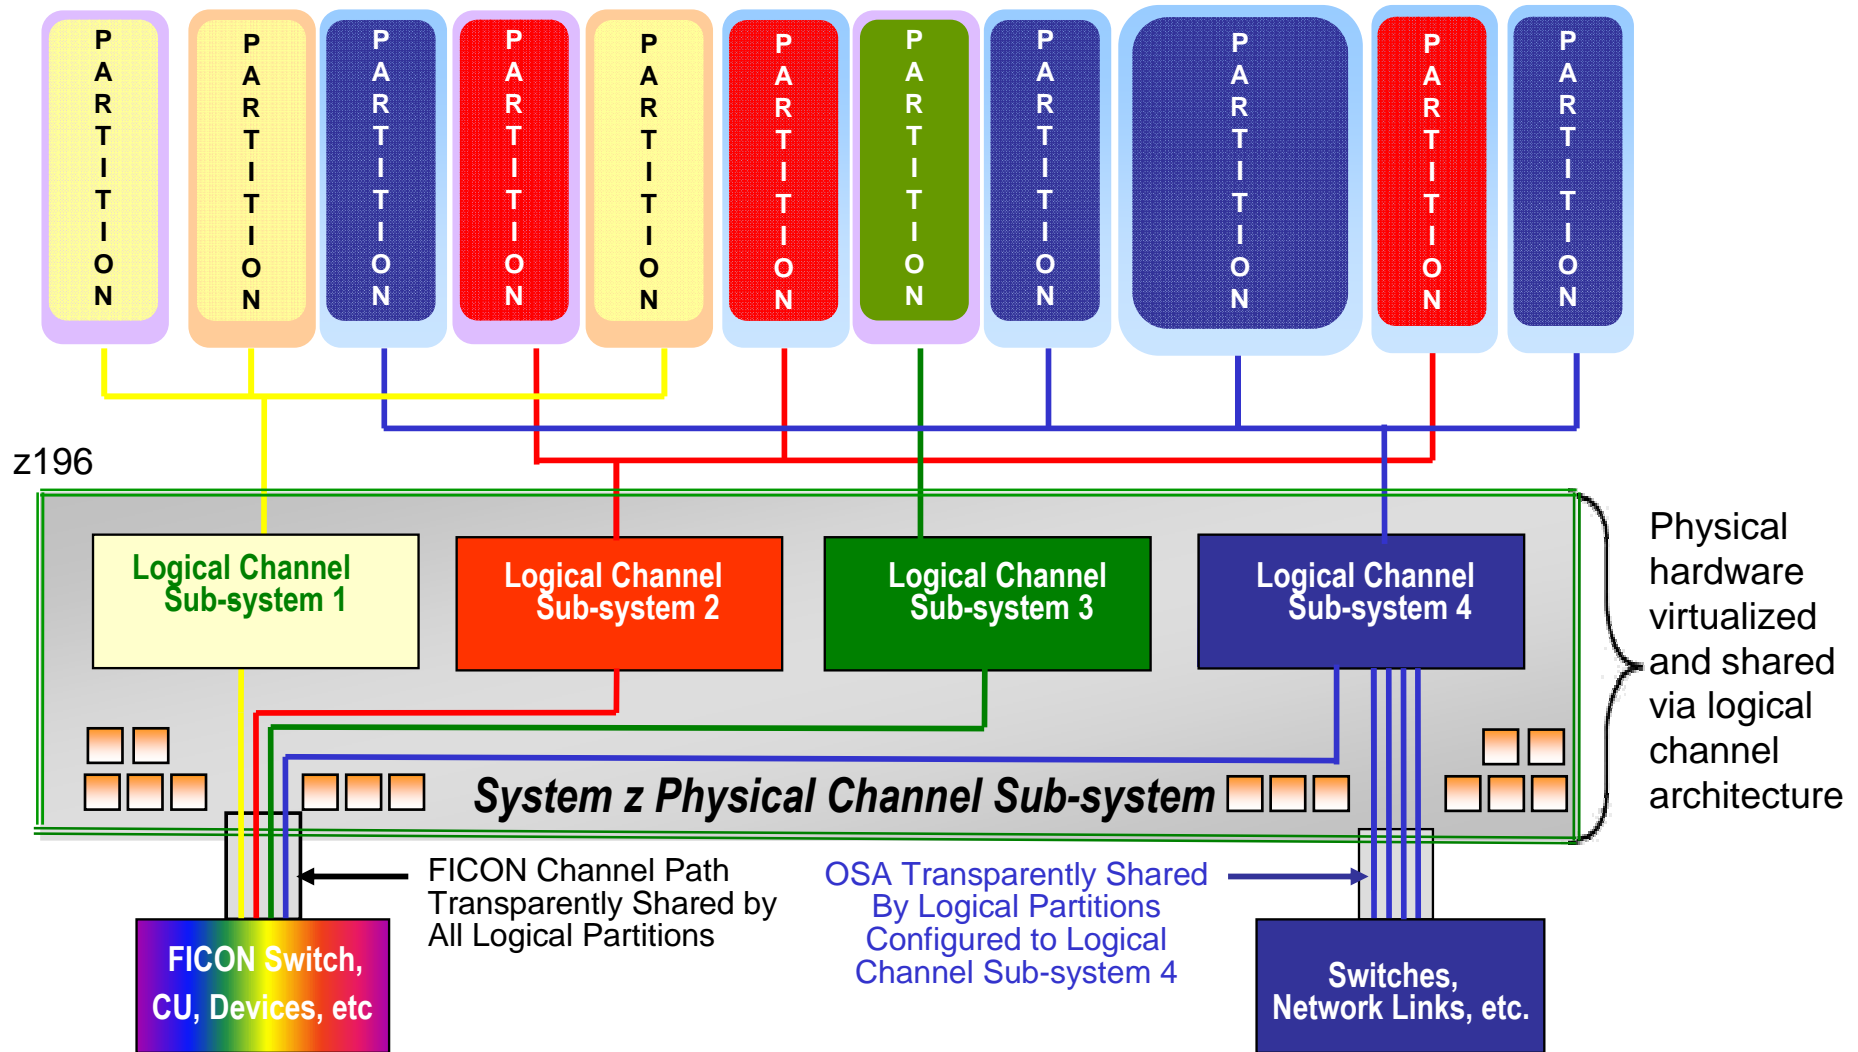 PARTITION
PARTITION
PARTITION
PARTITION
PARTITION
PARTITION
PARTITION
PARTITION
PARTITION
PARTITION
PARTITION
z196
Logical Channel
Sub-system 1
Logical Channel
Sub-system 2
Logical Channel
Sub-system 3
Logical Channel
Sub-system 4
Physical
hardware
virtualized
and shared
via logical
channel
architecture
System z Physical Channel Sub-system
FICON Channel Path
Transparently Shared by
All Logical Partitions
OSA Transparently Shared
By Logical Partitions
Configured to Logical
Channel Sub-system 4
FICON Switch,
CU, Devices, etc
Switches,
Network Links, etc.